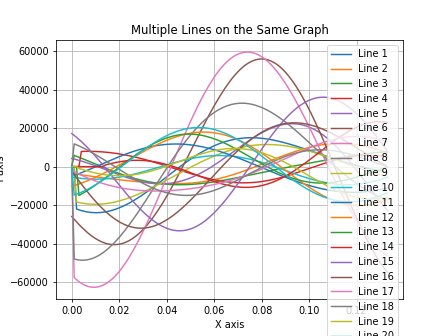 Multiple Lines on the Same Graph
60000
40000
20000
0
−20000
−40000
−60000
0.00
0.02
0.04
0.06
0.08
0.10
X axis
Line 1
Line 2
Line 3
Line 4
Line 5
Line 6
Line 7
Line 8
Line 9
Line 10
Line 11
Line 12
Line 13
Line 14
Line 15
Line 16
Line 17
Line 18
Line 19
Line 20